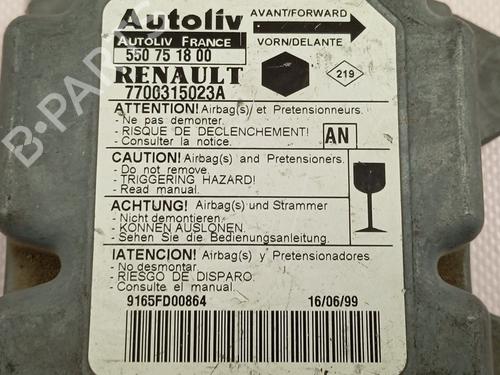 Autoliv
AVANT/FORWARD
AUTOLIV FRANCE
VORN/DELANTE
550 75 18 00
RENAULT
7700315023A
219
ATTENTION! Airbag(s) et Pretensionneurs.
- Ne pas demonter.
- RISQUE DE DECLENCHEMENT!
- Consulter la notice.
AN
CAUTION! Airbag(s) and Pretensioners.
- Do not remove.
- TRIGGERING HAZARD!
- Read manual.
ACHTUNG! Airbag(s) und Strammer
- Nicht demontieren.
- KONNEN AUSLONEN.
- Sehen Sie die Bedienungsanleitung.
IATENCION! Airbag(s) y Pretensionadores
- No desmontar
- RIESGO DE DISPARO.
- Consulte el manual.
9165FD00864
16/06/99
B-PARTS